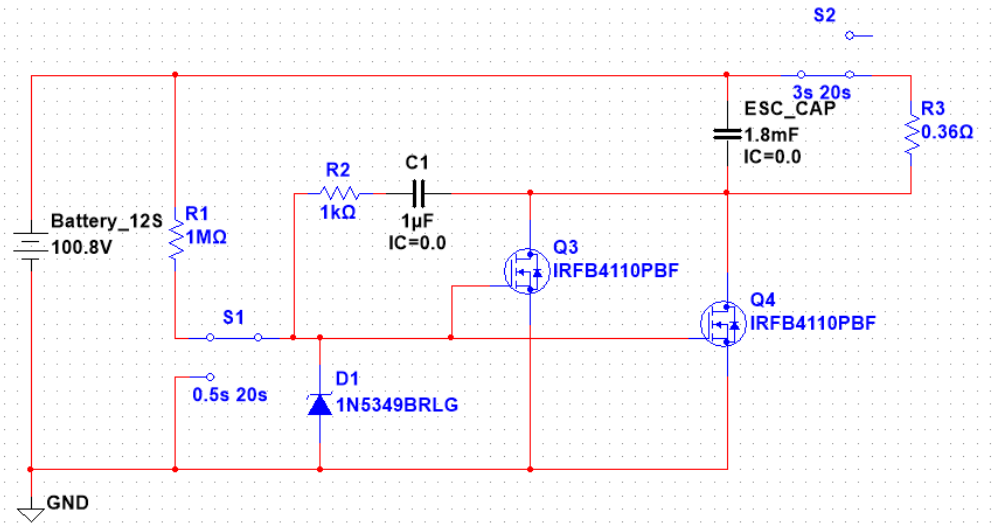 S2
3s 20s
ESC_CAP
1.8mF
IC=0.0
R3
0.36Ω
C1
R2
1kΩ
1µF
IC=0.0
Battery_12S
100.8V
R1
1MΩ
Q3
IRFB4110PBF
Q4
IRFB4110PBF
S1
0.5s 20s
D1
1N5349BRLG
GND